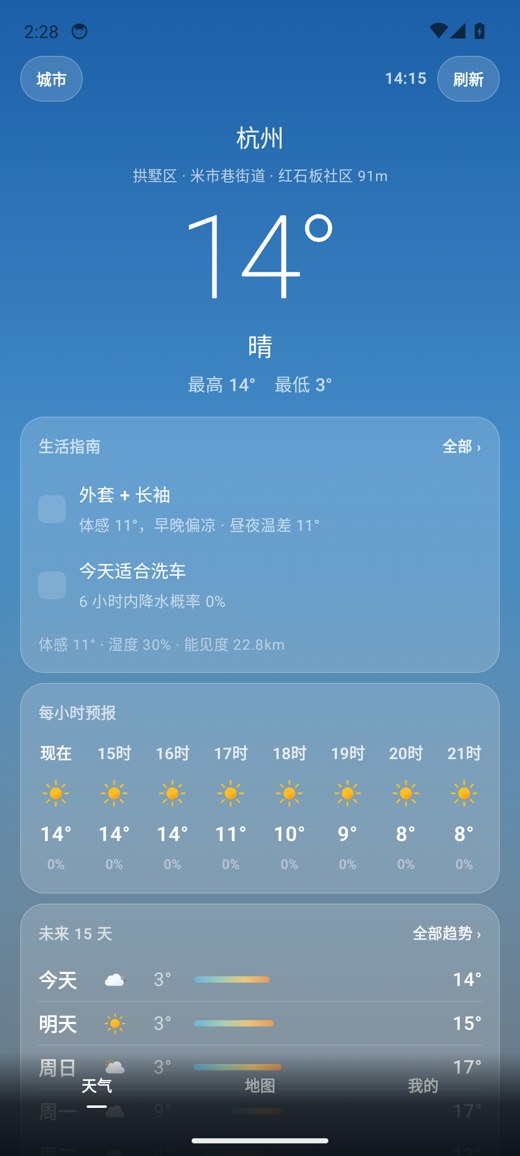 2:28
城市
14:15
刷新
杭州
拱墅区 · 米市巷街道 · 红石板社区 91m
14°
晴
最高 14° 最低 3°
生活指南
全部 ›
外套 + 长袖
体感 11°，早晚偏凉 · 昼夜温差 11°
今天适合洗车
6 小时内降水概率 0%
体感 11° · 湿度 30% · 能见度 22.8km
每小时预报
现在 15时 16时 17时 18时 19时 20时 21时
14° 14° 14° 11° 10° 9° 8° 8°
0% 0% 0% 0% 0% 0% 0% 0%
未来 15 天
全部趋势 ›
今天 3° 14°
明天 3° 15°
周日 3° 17°
天气 地图 我的
周一 9° 17°